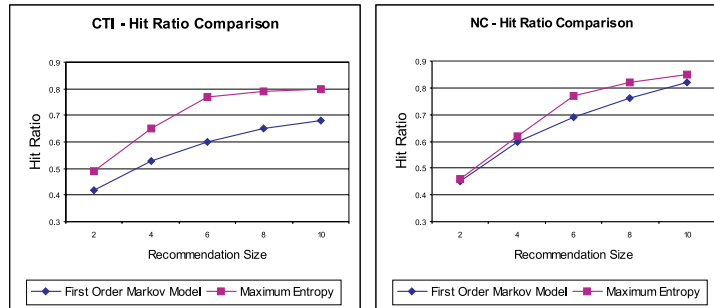 CTI - Hit Ratio Comparison
0.9
0.8
0.7
0.6
0.5
0.4
0.3
Hit Ratio
2 4 6 8 10
Recommendation Size
First Order Markov Model Maximum Entropy
NC - Hit Ratio Comparison
0.9
0.8
0.7
0.6
0.5
0.4
0.3
Hit Ratio
2 4 6 8 10
Recommendation Size
First Order Markov Model Maximum Entropy